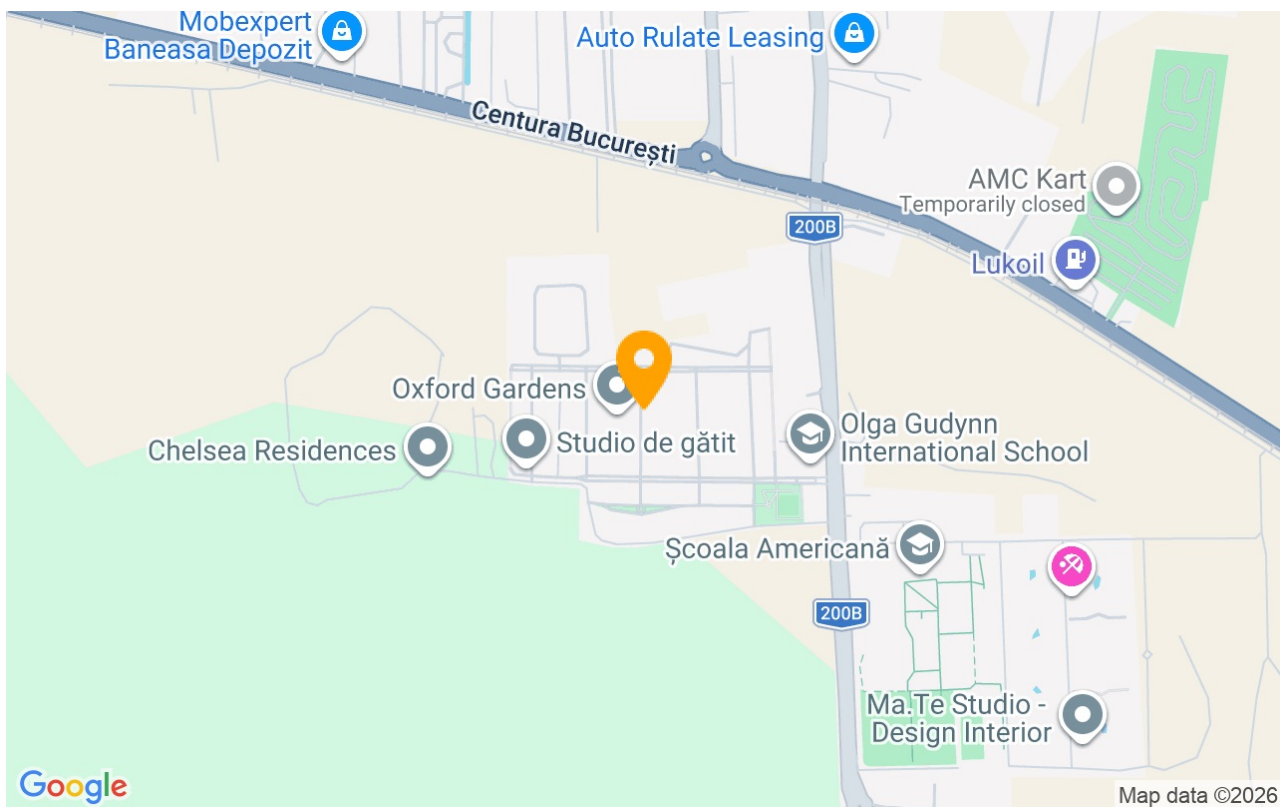 Mobexpert
Baneasa Depozit
Auto Rulate Leasing
Centura București
AMC Kart
Temporarily closed
200B
Lukoil
Oxford Gardens
Olga Gudynn
International School
Studio de gătit
Chelsea Residences
Școala Americană
200B
Ma.Te Studio -
Design Interior
Google
Map data ©2026